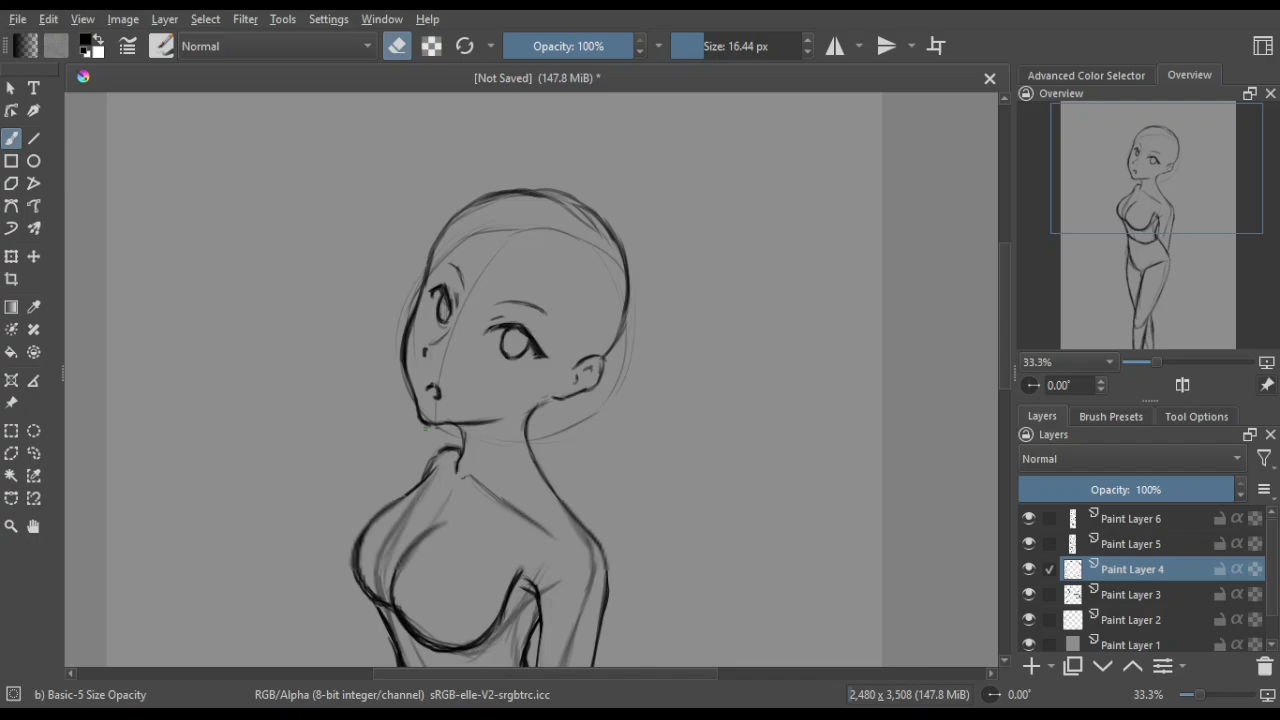 File Edit View Image Layer Select Filter Tools Settings Window Help
Normal Opacity: 100% Size: 16.44 px
[Not Saved] (147.8 MiB) *
Advanced Color Selector Overview
Overview
33.3%
0.00°
Layers Brush Presets Tool Options
Layers
Normal
Opacity: 100%
Paint Layer 6
Paint Layer 5
Paint Layer 4
Paint Layer 3
Paint Layer 2
Paint Layer 1
b) Basic-5 Size Opacity RGB/Alpha (8-bit integer/channel) sRGB-elle-V2-srgbtrc.icc 2,480 x 3,508 (147.8 MiB) 0.00° 33.3%